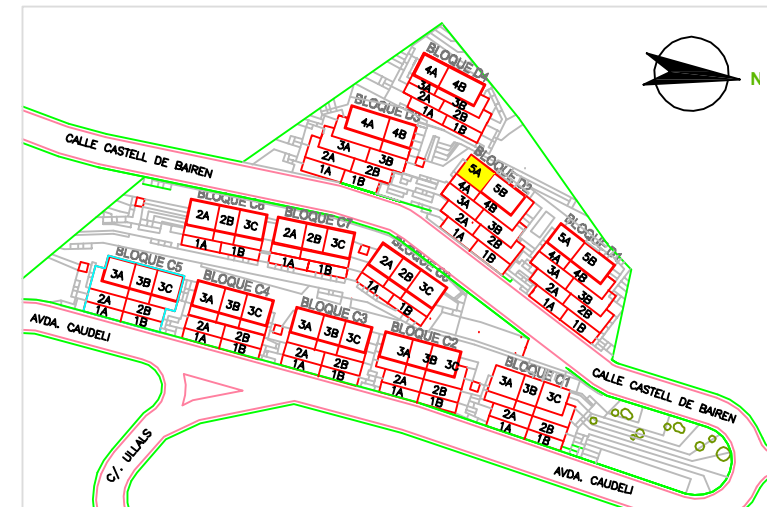 BLOQUE D4
4A 4B
3A 3B
2A 2B
1A 1B
N
BLOQUE D3
4A 4B
3A 3B
2A 2B
1A 1B
BLOQUE D2
5A 5B
4A 4B
3A 3B
2A 2B
1A 1B
BLOQUE D1
5A 5B
4A 4B
3A 3B
2A 2B
1A 1B
CALLE CASTELL DE BAIREN
BLOQUE C6
2A 2B 3C
1A 1B
BLOQUE C7
2A 2B 3C
1A 1B
BLOQUE
2A 2B 3C
1A 1B
BLOQUE C5
3A 3B 3C
2A 2B
1A 1B
BLOQUE C4
3A 3B 3C
2A 2B
1A 1B
BLOQUE C3
3A 3B 3C
2A 2B
1A 1B
BLOQUE C2
3A 3B 3C
2A 2B
1A 1B
BLOQUE C1
3A 3B 3C
2A 2B
1A 1B
CALLE CASTELL DE BAIREN
AVDA. CAUDELI
C/. ULLALS
AVDA. CAUDELI